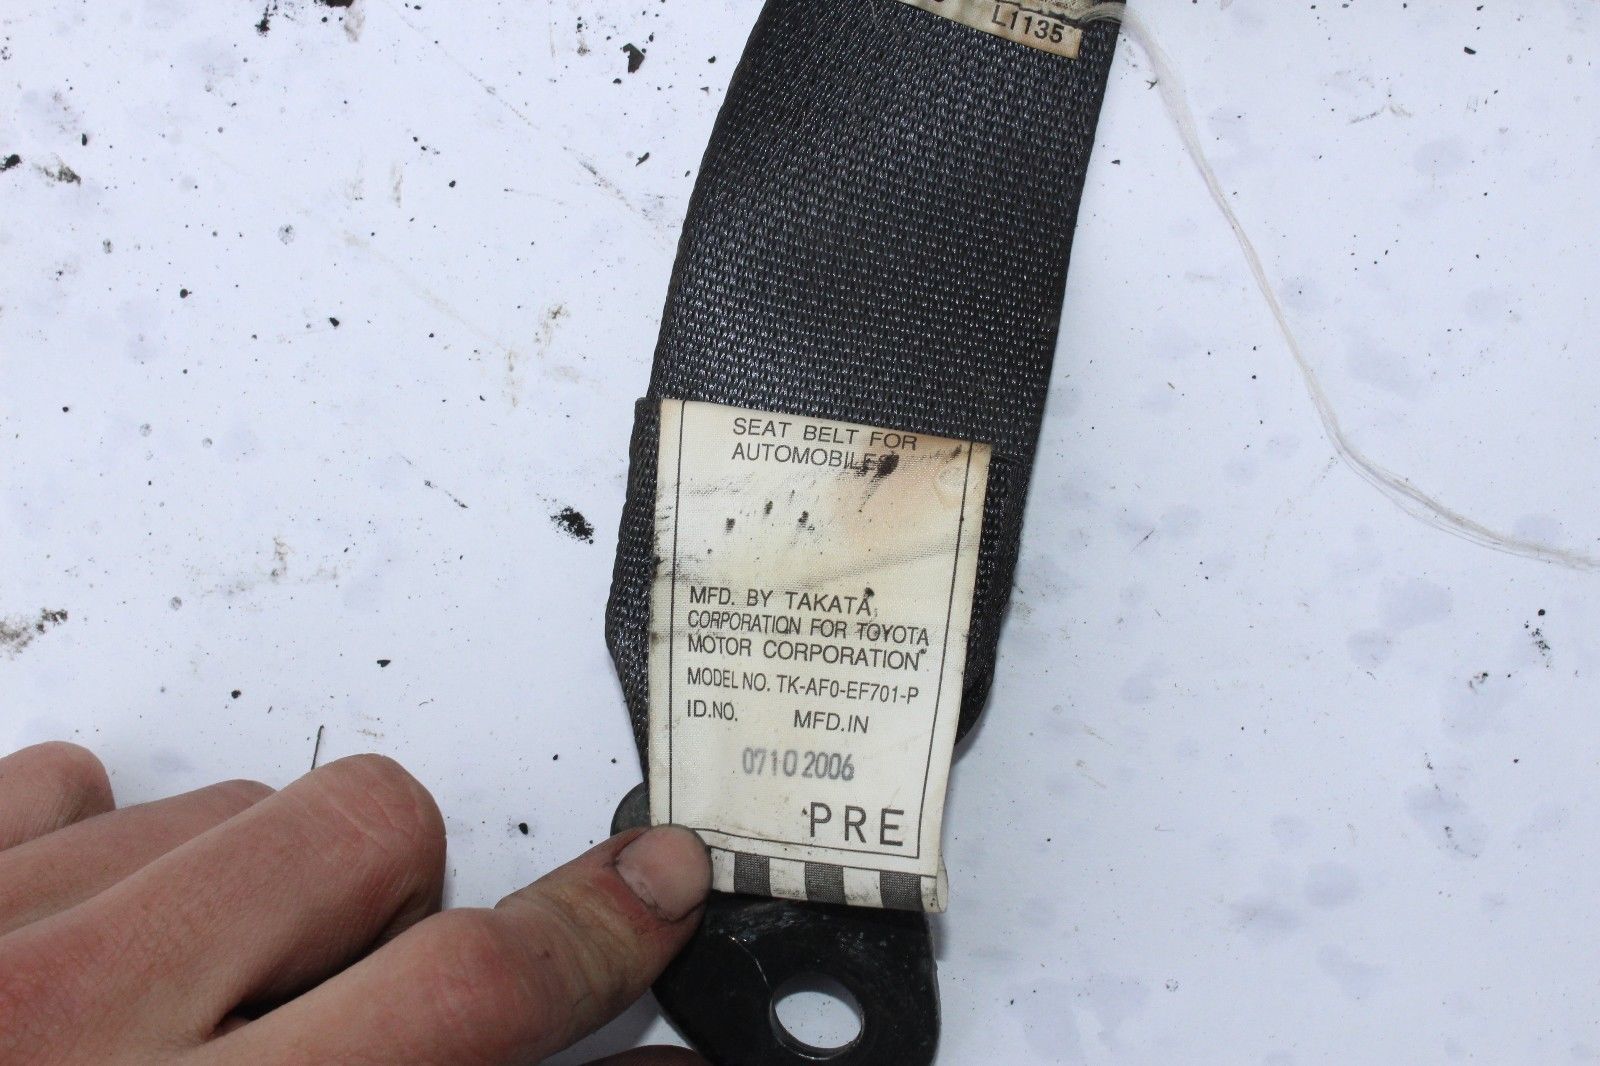 L1135
SEAT BELT FOR
AUTOMOBILES
MFD. BY TAKATA
CORPORATION FOR TOYOTA
MOTOR CORPORATION
MODEL NO. TK-AF0-EF701-P
ID.NO. MFD.IN
0710 2006
PRE